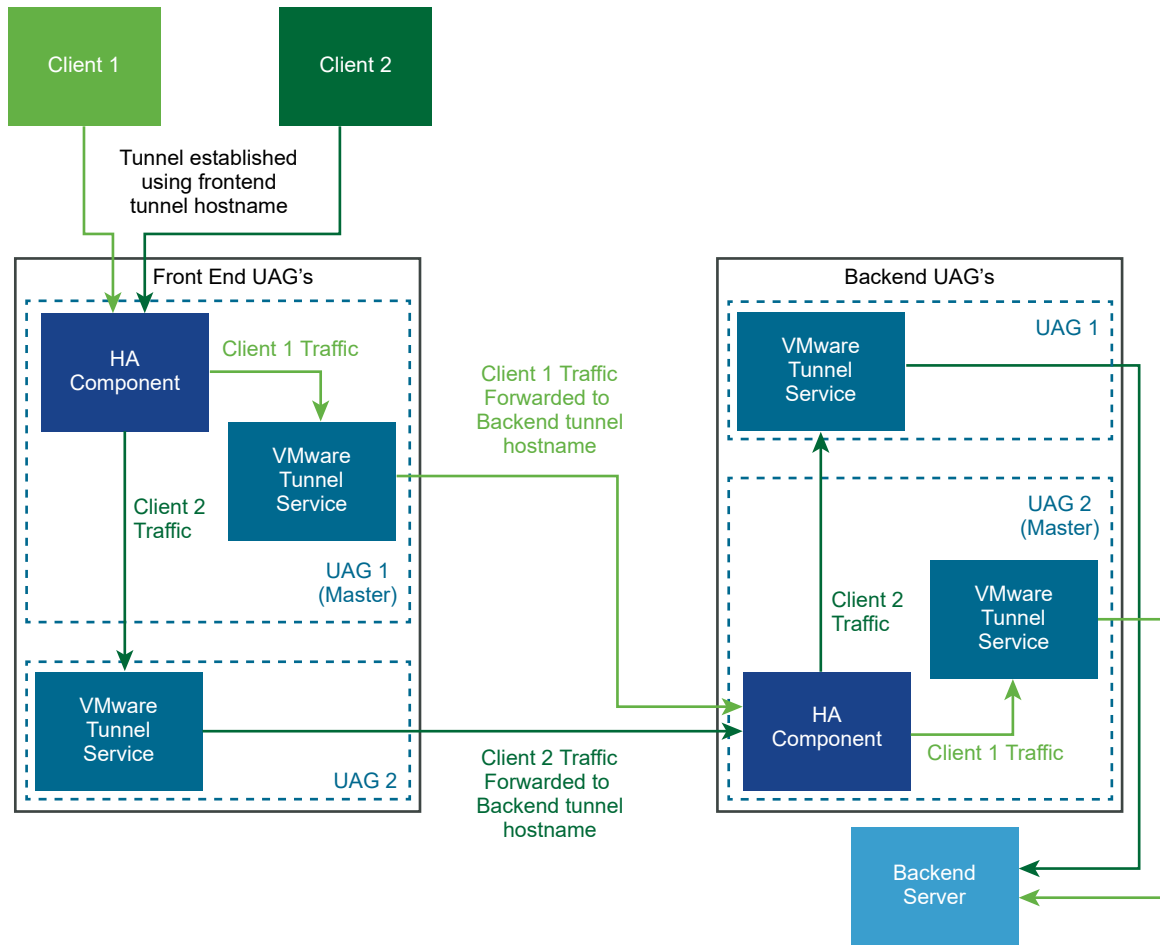 Client 1
Client 2
Tunnel established
using frontend
tunnel hostname
Front End UAG's
HA
Component
Client 1 Traffic
VMware
Tunnel
Service
Client 2
Traffic
UAG 1
(Master)
VMware
Tunnel
Service
UAG 2
Client 1 Traffic
Forwarded to
Backend tunnel
hostname
Client 2 Traffic
Forwarded to
Backend tunnel
hostname
Backend UAG's
VMware
Tunnel
Service
UAG 1
UAG 2
(Master)
Client 2
Traffic
VMware
Tunnel
Service
HA
Component
Client 1 Traffic
Backend
Server